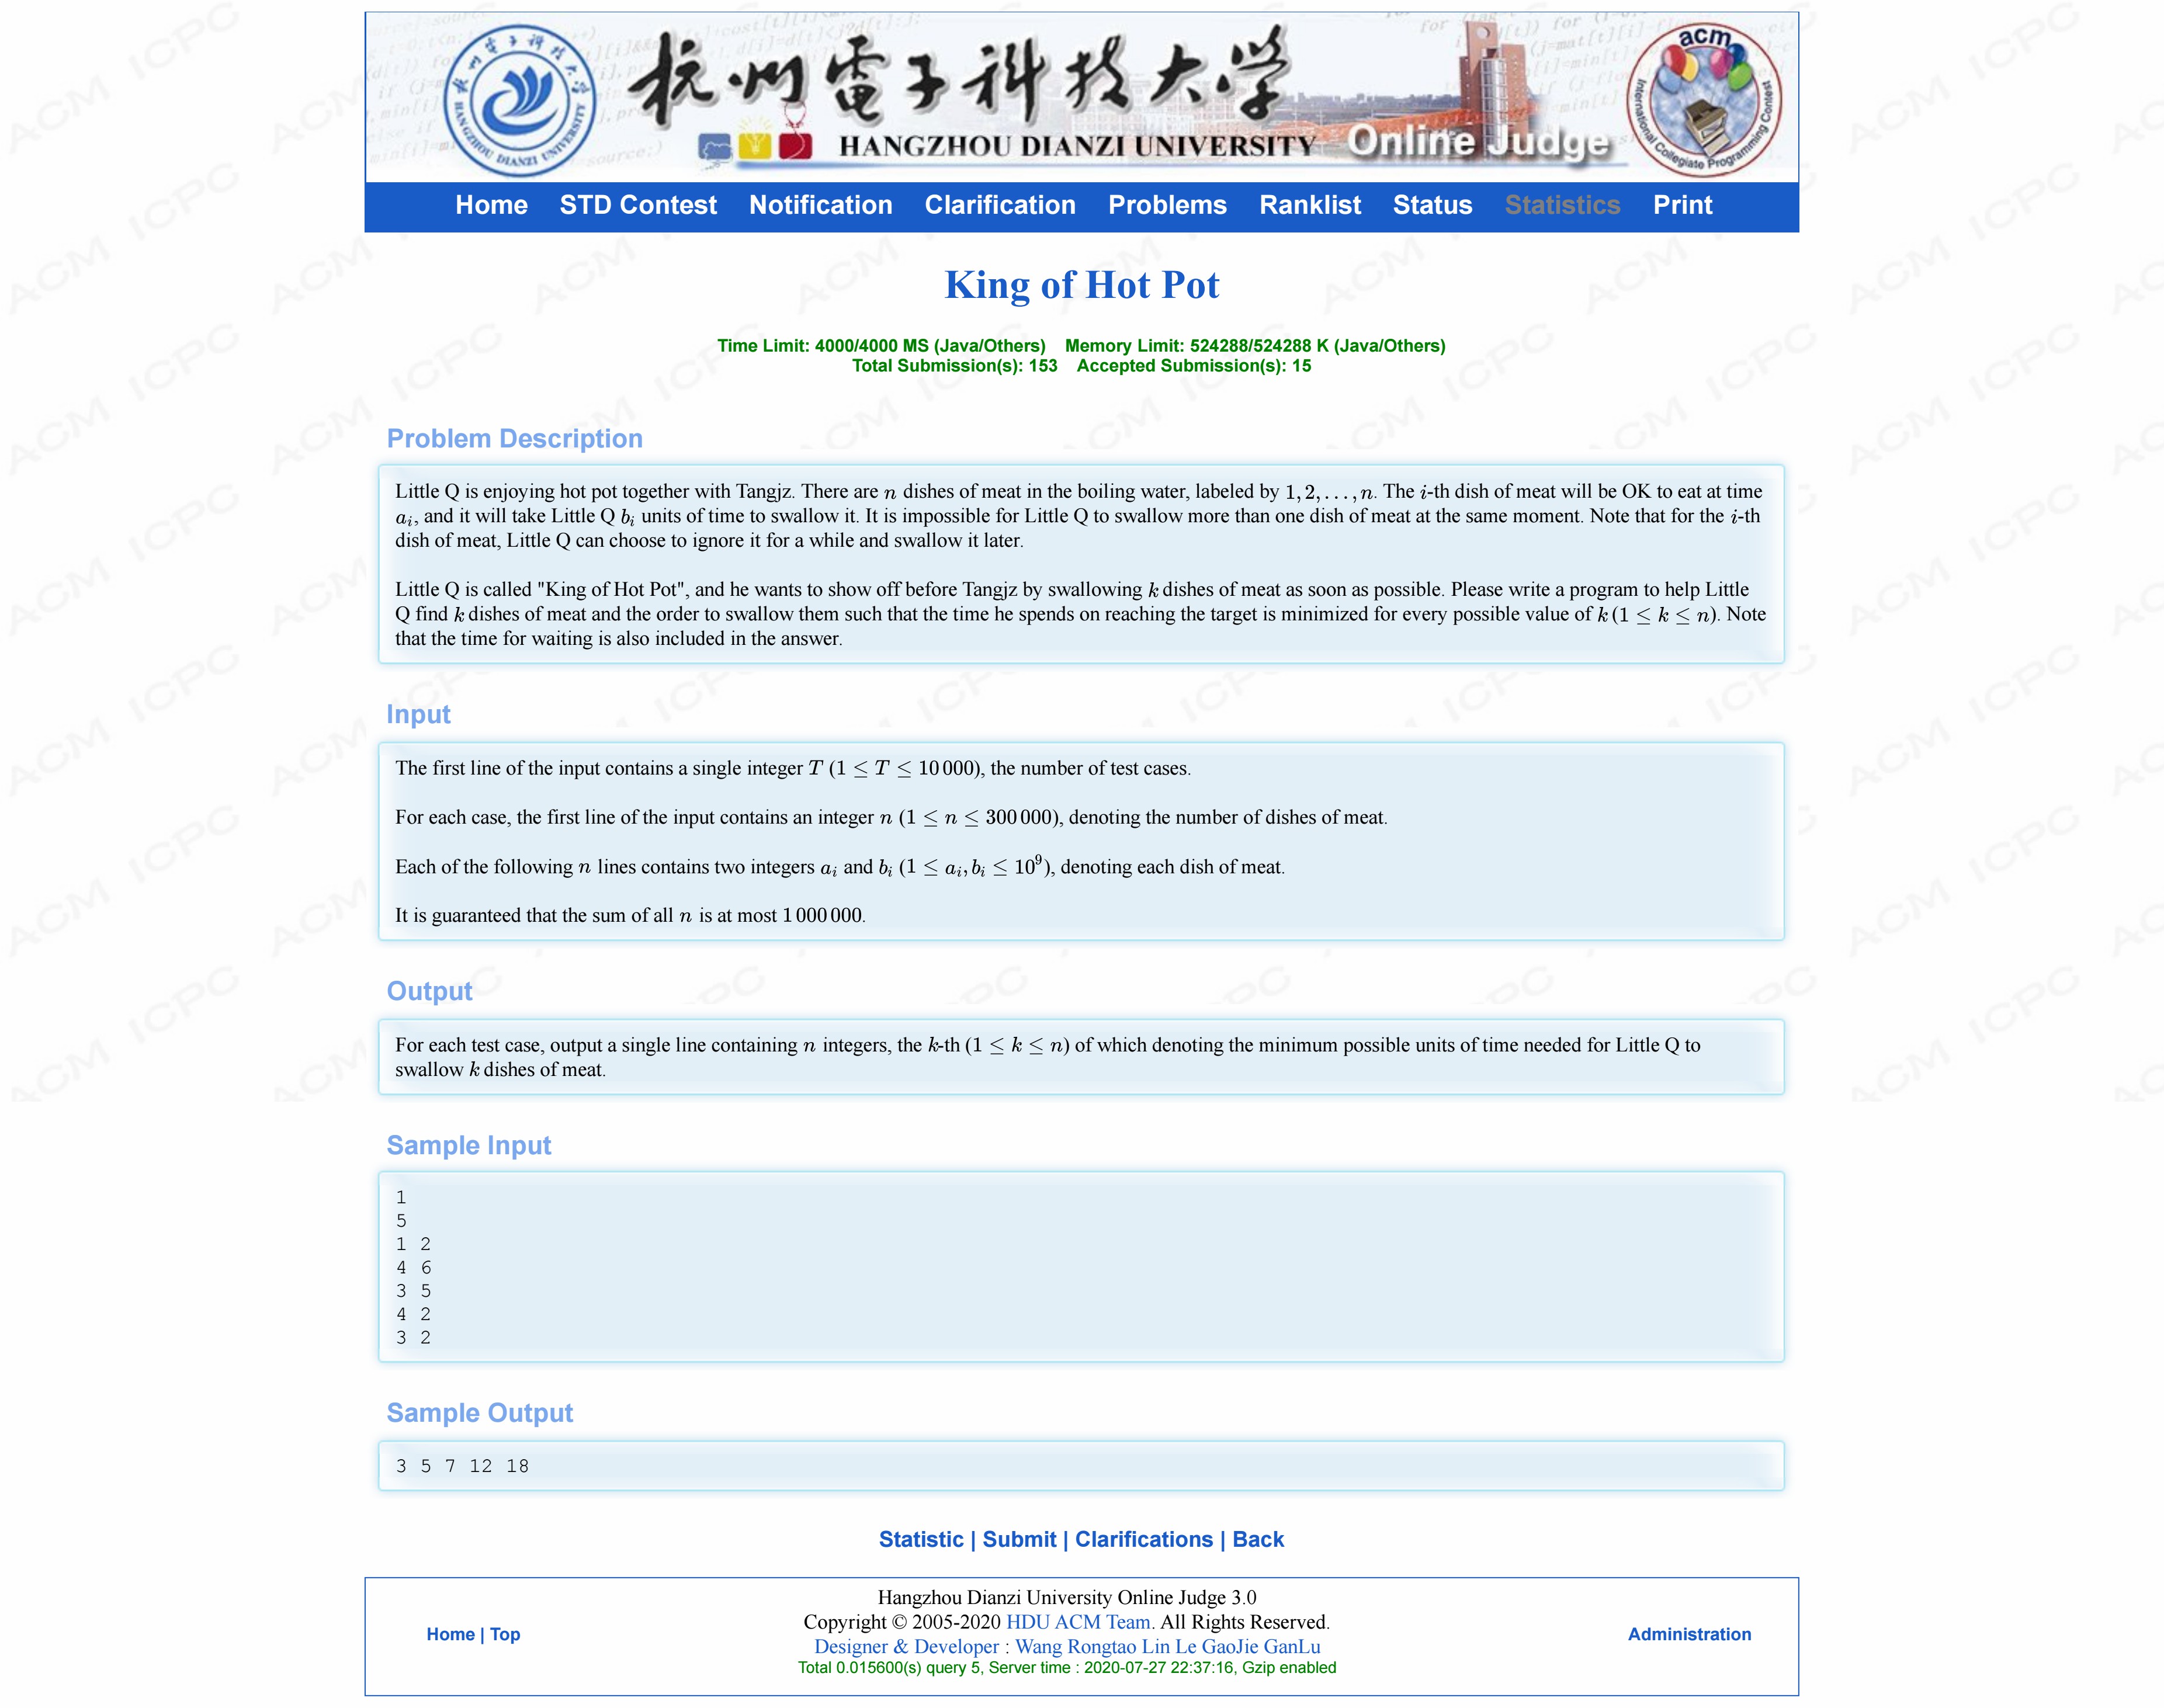 杭州電子科技大学
HANGZHOU DIANZI UNIVERSITY Online Judge
acm
International Collegiate Programming Contest
HANGZHOU DIANZI UNIVERSITY
Home STD Contest Notification Clarification Problems Ranklist Status Statistics Print
King of Hot Pot
Time Limit: 4000/4000 MS (Java/Others) Memory Limit: 524288/524288 K (Java/Others)
Total Submission(s): 153 Accepted Submission(s): 15
Problem Description
Little Q is enjoying hot pot together with Tangjz. There are n dishes of meat in the boiling water, labeled by 1, 2, . . . , n. The i-th dish of meat will be OK to eat at time
a_i, and it will take Little Q b_i units of time to swallow it. It is impossible for Little Q to swallow more than one dish of meat at the same moment. Note that for the i-th
dish of meat, Little Q can choose to ignore it for a while and swallow it later.
Little Q is called "King of Hot Pot", and he wants to show off before Tangjz by swallowing k dishes of meat as soon as possible. Please write a program to help Little
Q find k dishes of meat and the order to swallow them such that the time he spends on reaching the target is minimized for every possible value of k (1 ≤ k ≤ n). Note
that the time for waiting is also included in the answer.
Input
The first line of the input contains a single integer T (1 ≤ T ≤ 10 000), the number of test cases.
For each case, the first line of the input contains an integer n (1 ≤ n ≤ 300 000), denoting the number of dishes of meat.
Each of the following n lines contains two integers a_i and b_i (1 ≤ a_i, b_i ≤ 10^9), denoting each dish of meat.
It is guaranteed that the sum of all n is at most 1 000 000.
Output
For each test case, output a single line containing n integers, the k-th (1 ≤ k ≤ n) of which denoting the minimum possible units of time needed for Little Q to
swallow k dishes of meat.
Sample Input
1
5
1 2
4 6
3 5
4 2
3 2
Sample Output
3 5 7 12 18
Statistic | Submit | Clarifications | Back
Home | Top
Hangzhou Dianzi University Online Judge 3.0
Copyright © 2005-2020 HDU ACM Team. All Rights Reserved.
Designer & Developer : Wang Rongtao Lin Le GaoJie GanLu
Total 0.015600(s) query 5, Server time : 2020-07-27 22:37:16, Gzip enabled
Administration
ACM ICPC